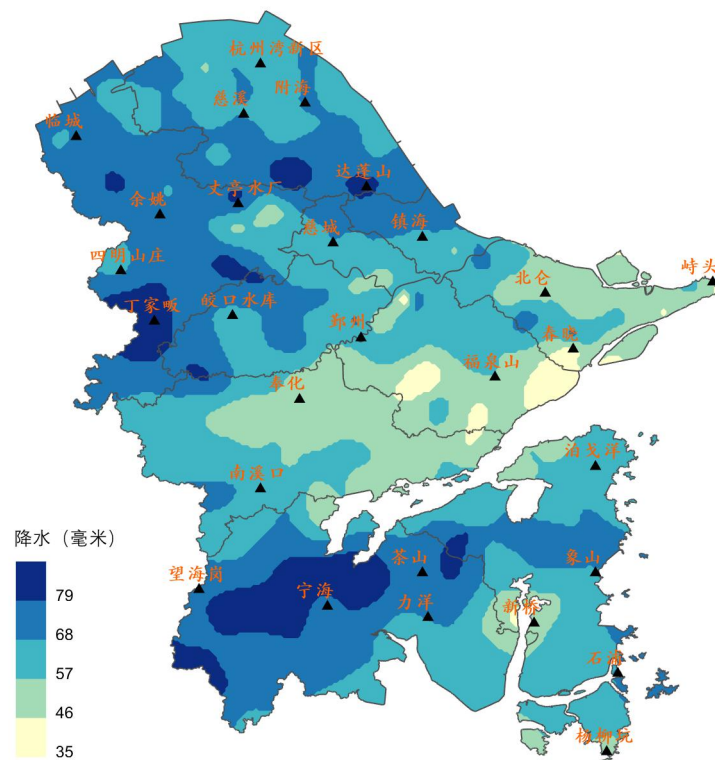 杭州湾新区
附海
慈溪
临城
达蓬山
丈亭水厂
余姚
慈城
镇海
四明山庄
北仑
峙头
丁家畈
皎口水库
鄞州
春晓
福泉山
奉化
泊戈洋
南溪口
降水（毫米）
望海岗
茶山
象山
79
宁海
力洋
新桥
68
57
石浦
46
杨柳坑
35